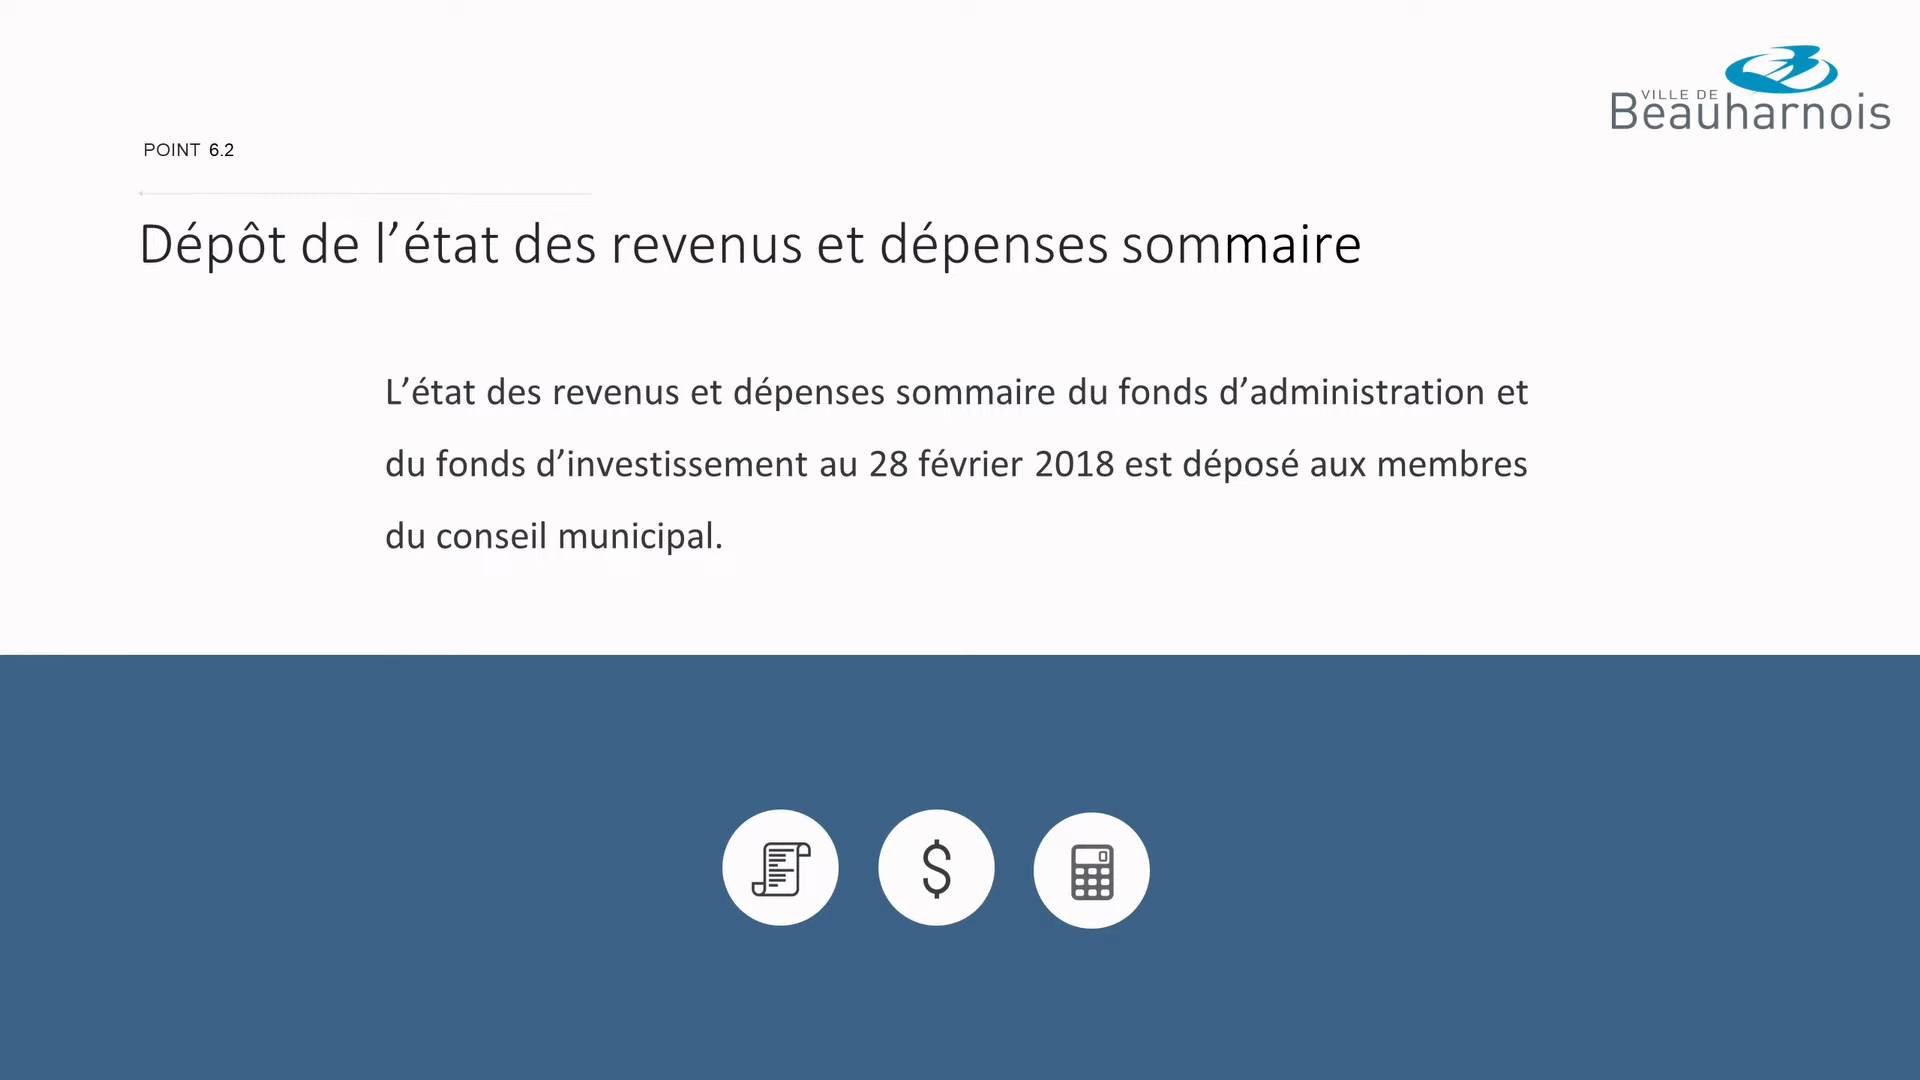 VILLE DE
Beauharnois
POINT 6.2
Dépôt de l’état des revenus et dépenses sommaire
L’état des revenus et dépenses sommaire du fonds d’administration et
du fonds d’investissement au 28 février 2018 est déposé aux membres
du conseil municipal.
$